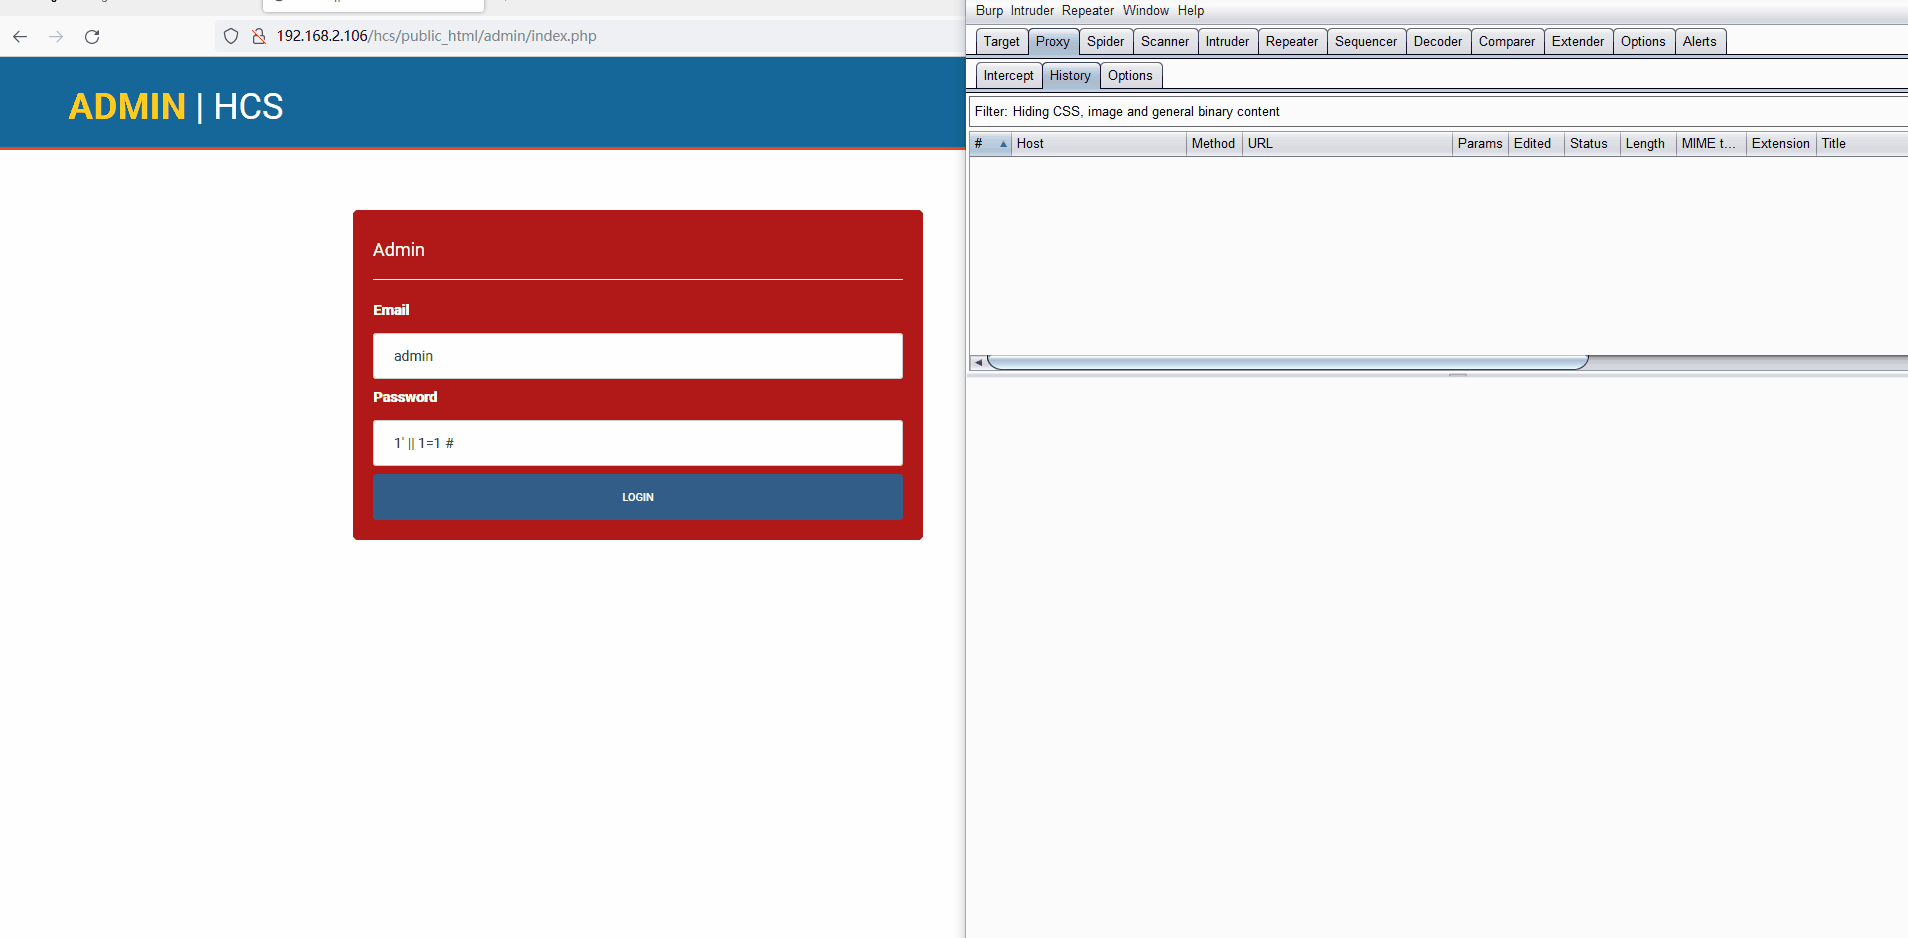 192.168.2.106/hcs/public_html/admin/index.php
ADMIN | HCS
Admin
Email
admin
Password
1' || 1=1 #
LOGIN
Burp Intruder Repeater Window Help
Target Proxy Spider Scanner Intruder Repeater Sequencer Decoder Comparer Extender Options Alerts
Intercept History Options
Filter: Hiding CSS, image and general binary content
# Host Method URL Params Edited Status Length MIME t... Extension Title